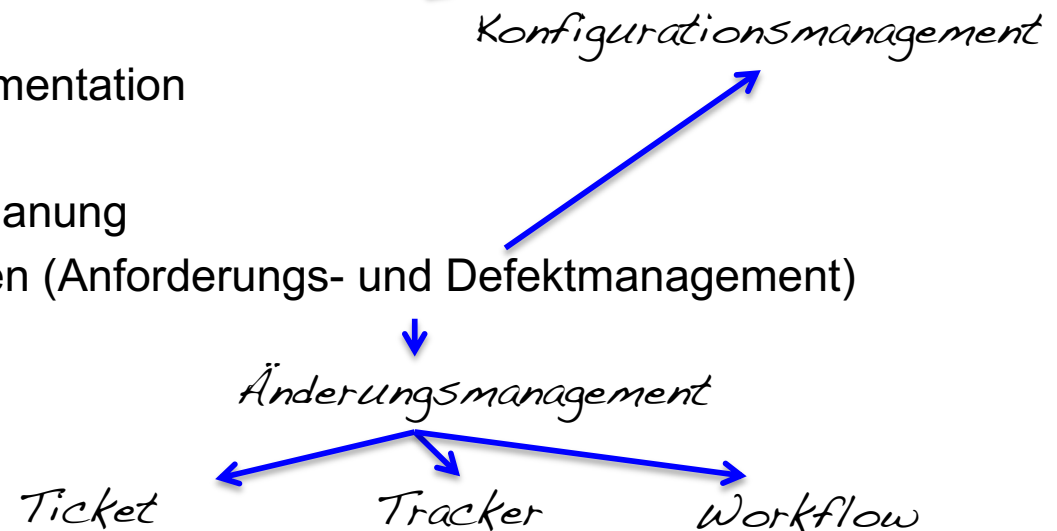 Konfigurationsmanagement
mentation
anung
en (Anforderungs- und Defektmanagement)
Änderungsmanagement
Ticket Tracker Workflow